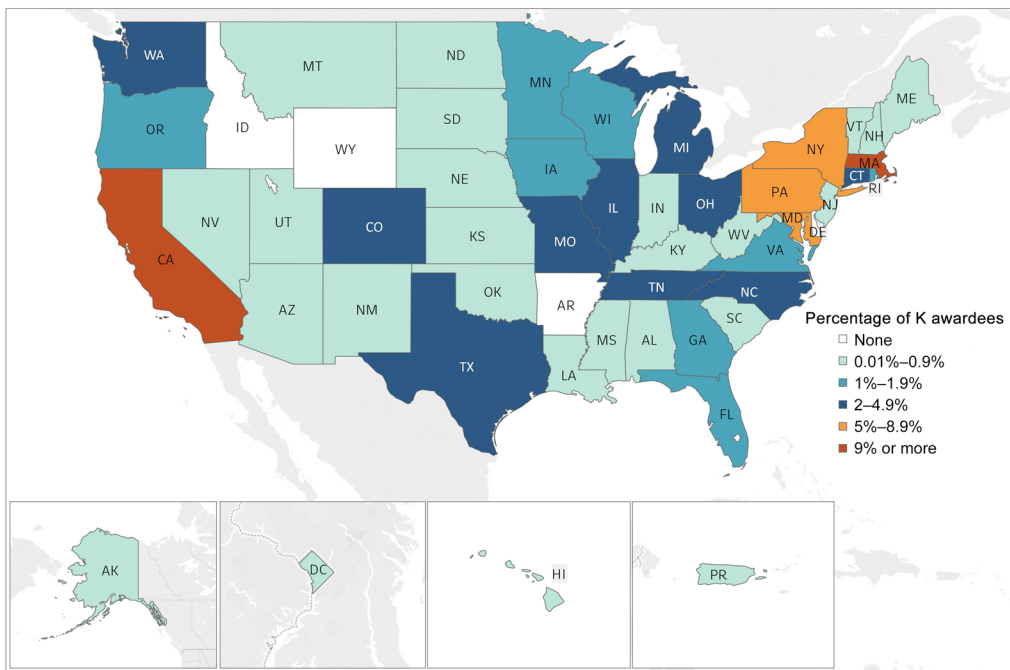 WA
MT
ND
MN
ME
OR
ID
SD
WI
VT
NH
WY
MI
NY
MA
CT
RI
IA
NE
PA
NJ
NV
UT
CO
IL
IN
OH
MD
DE
KS
MO
WV
VA
KY
CA
AZ
NM
OK
AR
TN
NC
SC
TX
MS
AL
GA
LA
FL
Percentage of K awardees
None
0.01%–0.9%
1%–1.9%
2–4.9%
5%–8.9%
9% or more
AK
DC
HI
PR